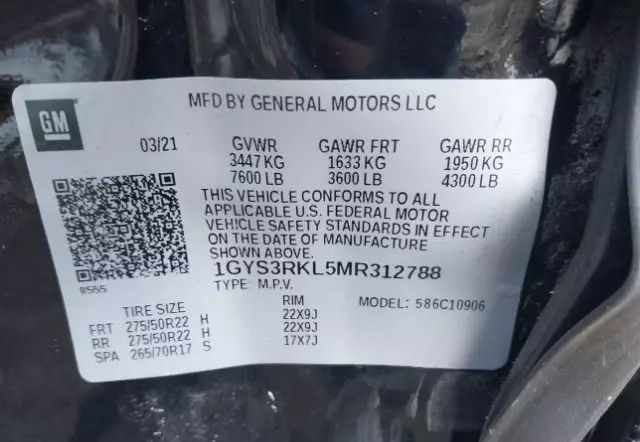 GM
MFD BY GENERAL MOTORS LLC
03/21 GVWR GAWR FRT GAWR RR
3447 KG 1633 KG 1950 KG
7600 LB 3600 LB 4300 LB
THIS VEHICLE CONFORMS TO ALL
APPLICABLE U.S. FEDERAL MOTOR
VEHICLE SAFETY STANDARDS IN EFFECT
ON THE DATE OF MANUFACTURE
SHOWN ABOVE.
1GYS3RKL5MR312788
8555
TYPE: M.P.V.
MODEL: 586C10906
TIRE SIZE RIM
FRT 275/50R22 H 22X9J
RR 275/50R22 H 22X9J
SPA 265/70R17 S 17X7J